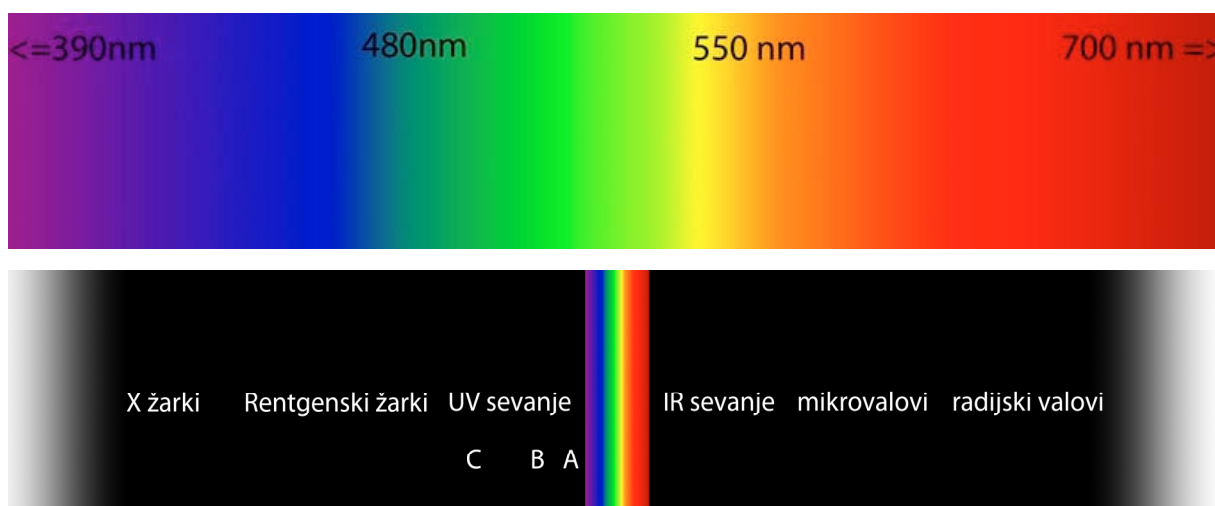 <=390nm 480nm 550 nm 700 nm =>
X žarki Rentgenski žarki UV sevanje IR sevanje mikrovalovi radijski valovi
C B A